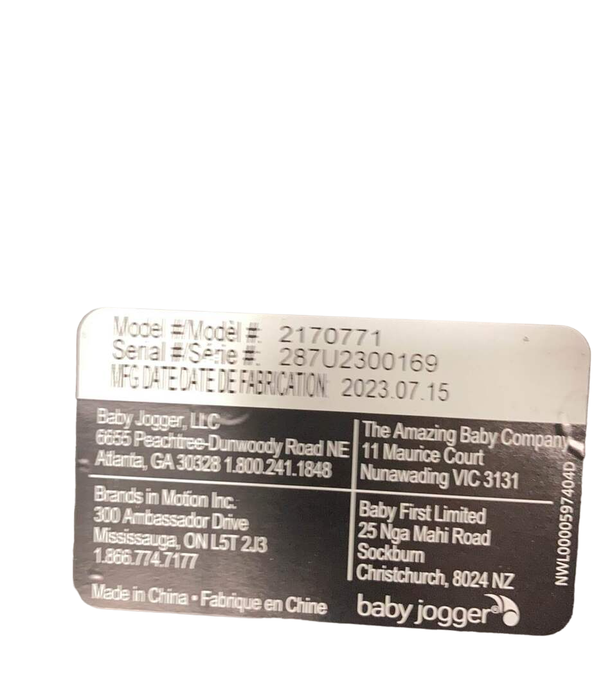 Model #/Modèl #: 2170771
Serial #/Série #: 287U2300169
MFG DATE DATE DE FABRICATION: 2023.07.15
Baby Jogger, LLC
6655 Peachtree-Dunwoody Road NE
Atlanta, GA 30328 1.800.241.1848
The Amazing Baby Company
11 Maurice Court
Nunawading VIC 3131
Brands in Motion Inc.
300 Ambassador Drive
Mississauga, ON L5T 2J3
1.866.774.7177
Baby First Limited
25 Nga Mahi Road
Sockburn
Christchurch, 8024 NZ
Made in China • Fabrique en Chine
baby jogger®
NWL0000597404D